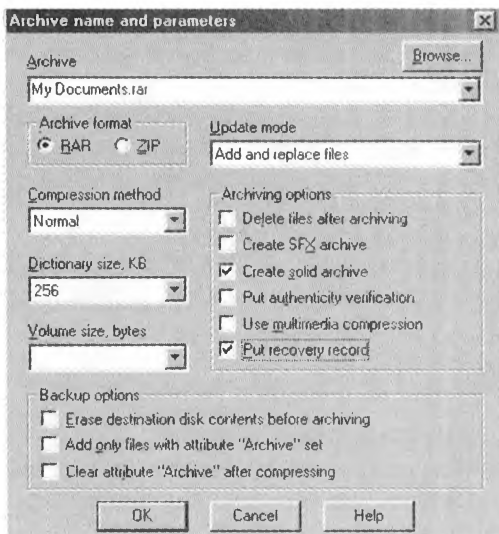 Archive name and parameters
Browse...
Archive
My Documents.rar
Archive format
RAR ZIP
Update mode
Add and replace files
Compression method
Normal
Dictionary size, KB
256
Volume size, bytes
Archiving options
Delete files after archiving
Create SFX archive
Create solid archive
Put authenticity verification
Use multimedia compression
Put recovery record
Backup options
Erase destination disk contents before archiving
Add only files with attribute "Archive" set
Clear attribute "Archive" after compressing
OK Cancel Help